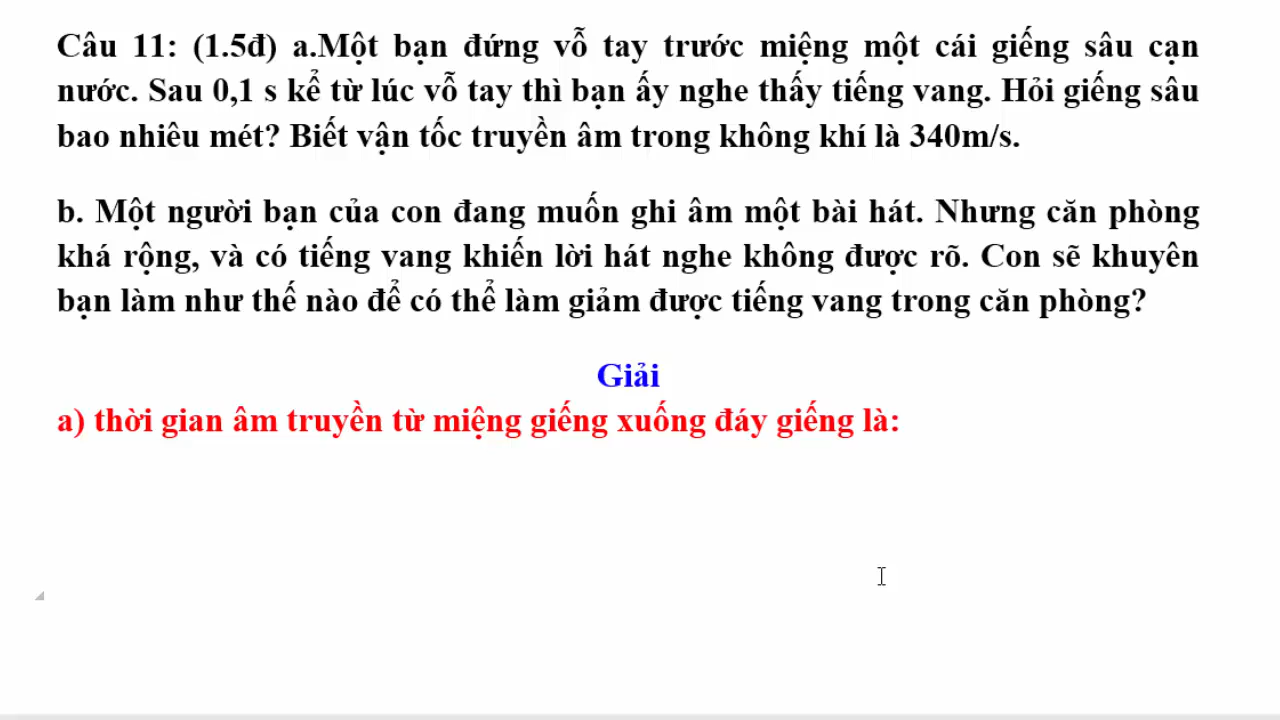 Câu 11: (1.5đ) a.Một bạn đứng vỗ tay trước miệng một cái giếng sâu cạn
nước. Sau 0,1 s kể từ lúc vỗ tay thì bạn ấy nghe thấy tiếng vang. Hỏi giếng sâu
bao nhiêu mét? Biết vận tốc truyền âm trong không khí là 340m/s.
b. Một người bạn của con đang muốn ghi âm một bài hát. Nhưng căn phòng
khá rộng, và có tiếng vang khiến lời hát nghe không được rõ. Con sẽ khuyên
bạn làm như thế nào để có thể làm giảm được tiếng vang trong căn phòng?
Giải
a) thời gian âm truyền từ miệng giếng xuống đáy giếng là: